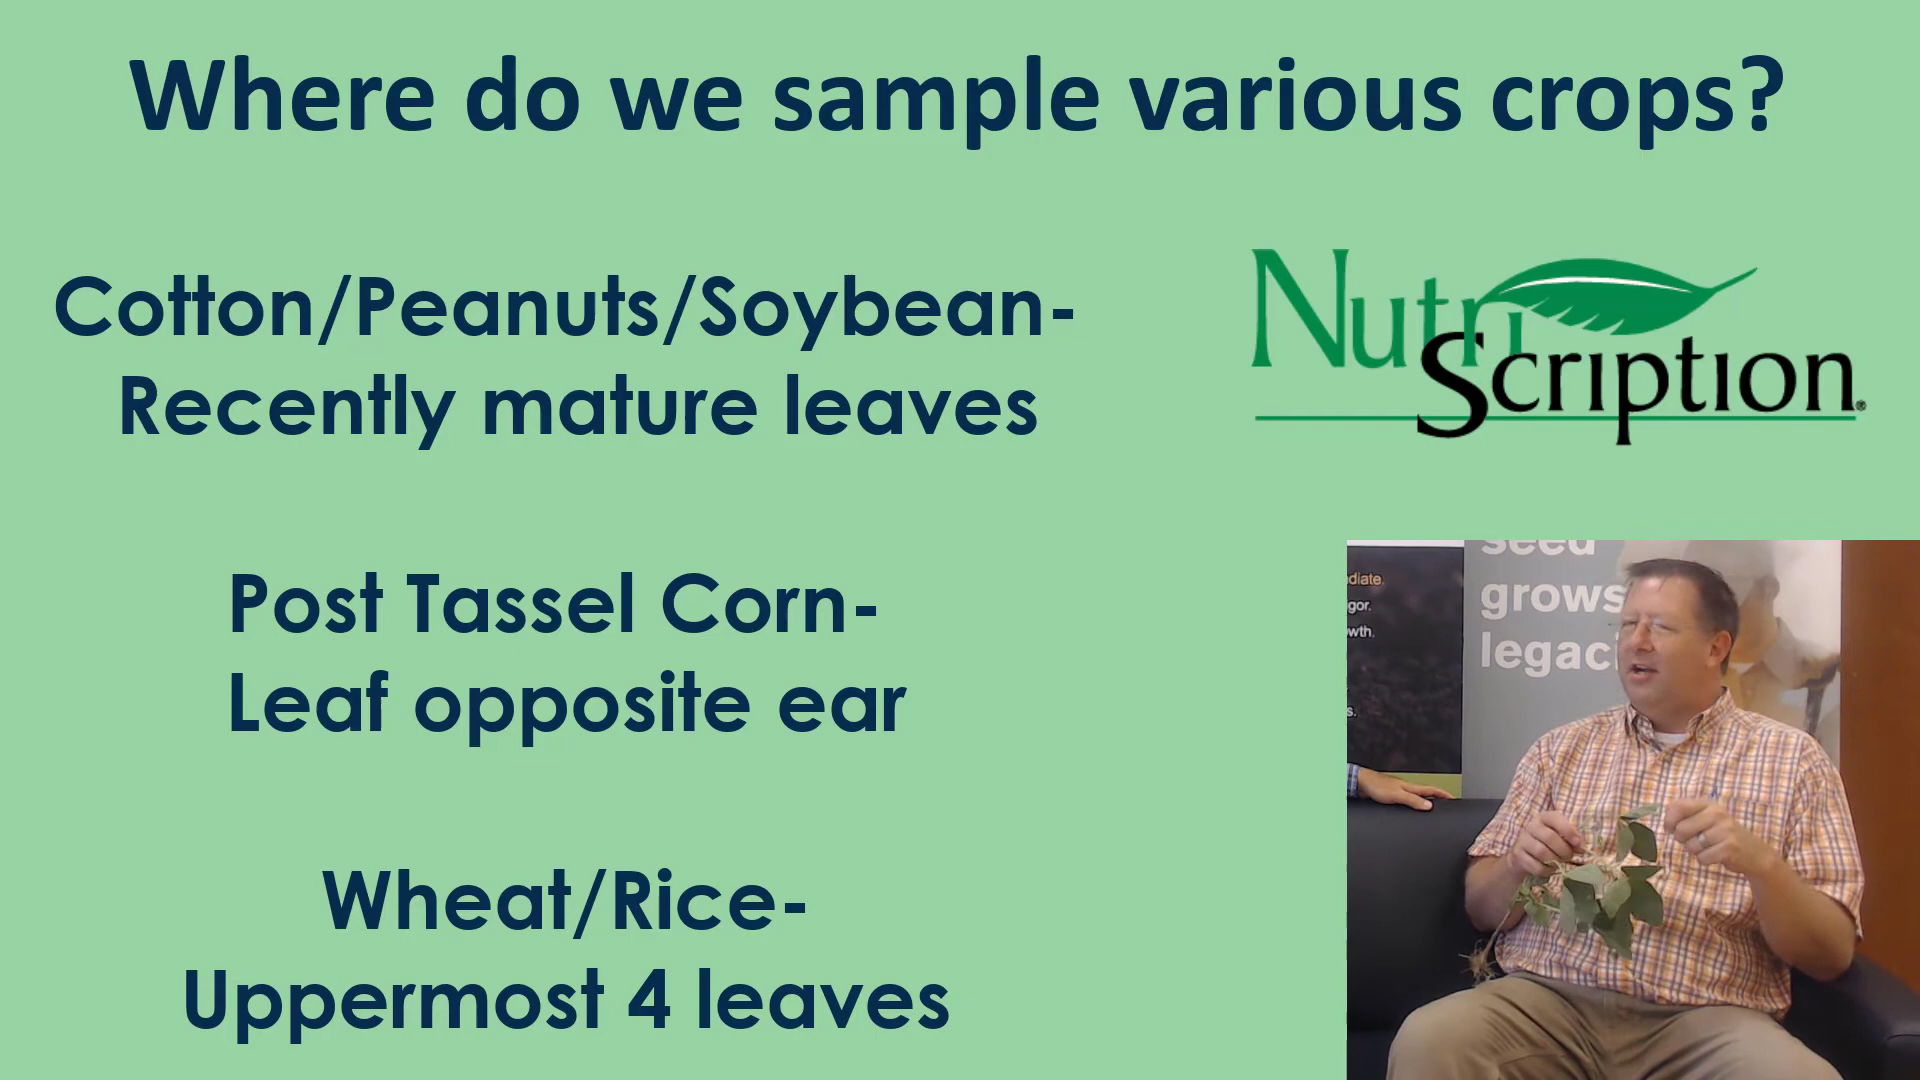 Where do we sample various crops?
Cotton/Peanuts/Soybean-
Recently mature leaves
NutriScription®
Post Tassel Corn-
Leaf opposite ear
Wheat/Rice-
Uppermost 4 leaves
seed
grows